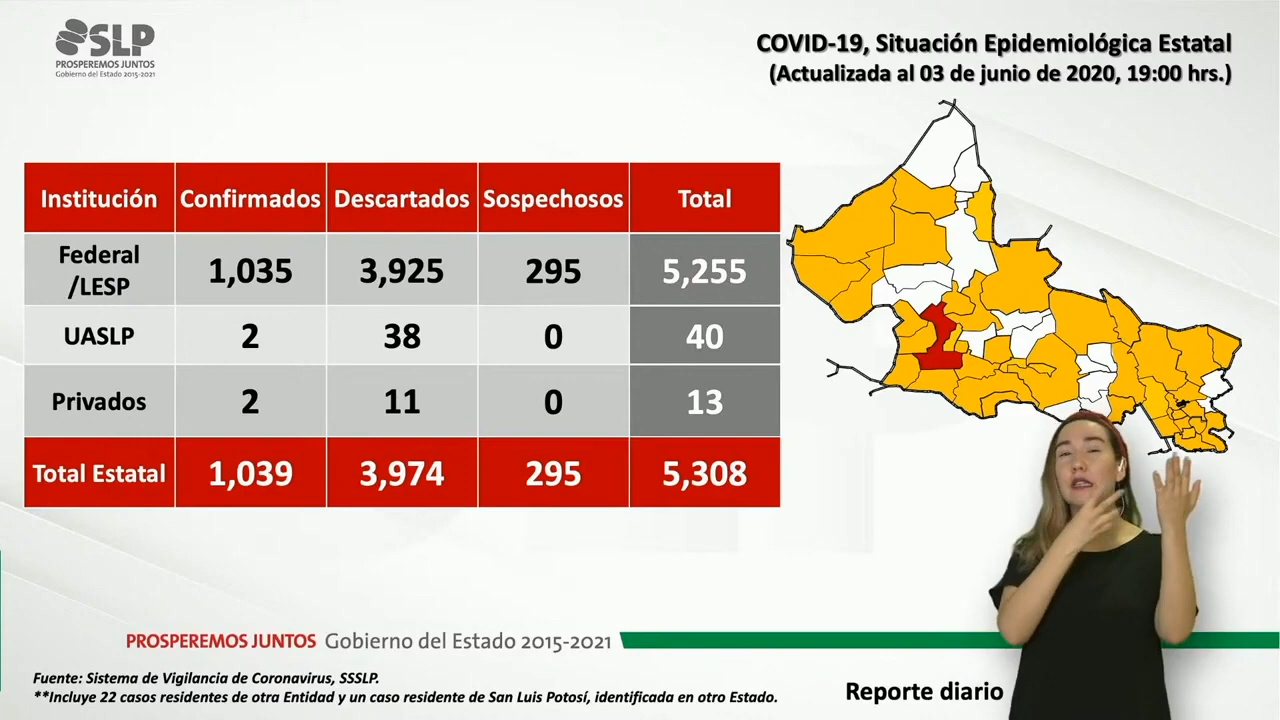 SLP
PROSPEREMOS JUNTOS
Gobierno del Estado 2015-2021
COVID-19, Situación Epidemiológica Estatal
(Actualizada al 03 de junio de 2020, 19:00 hrs.)
Institución Confirmados Descartados Sospechosos Total
Federal
/LESP 1,035 3,925 295 5,255
UASLP 2 38 0 40
Privados 2 11 0 13
Total Estatal 1,039 3,974 295 5,308
PROSPEREMOS JUNTOS Gobierno del Estado 2015-2021
Fuente: Sistema de Vigilancia de Coronavirus, SSSLP.
**Incluye 22 casos residentes de otra Entidad y un caso residente de San Luis Potosí, identificada en otro Estado.
Reporte diario